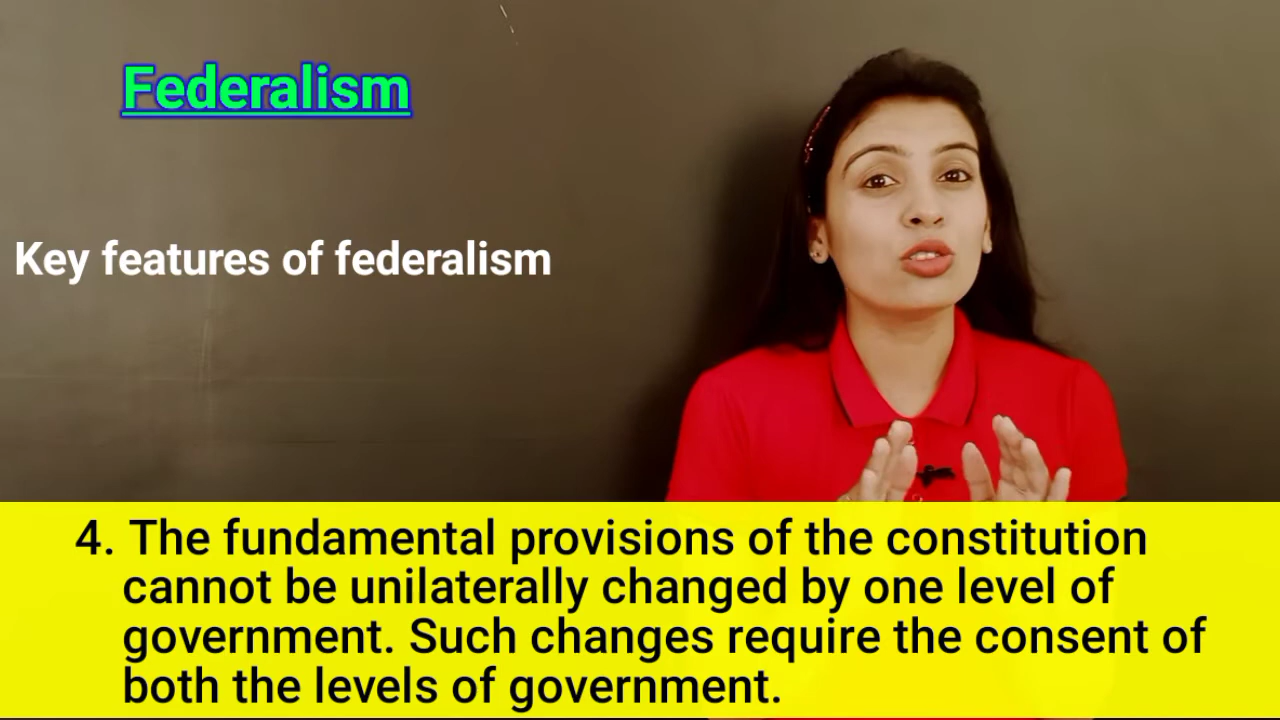 Federalism
Key features of federalism
4. The fundamental provisions of the constitution
cannot be unilaterally changed by one level of
government. Such changes require the consent of
both the levels of government.